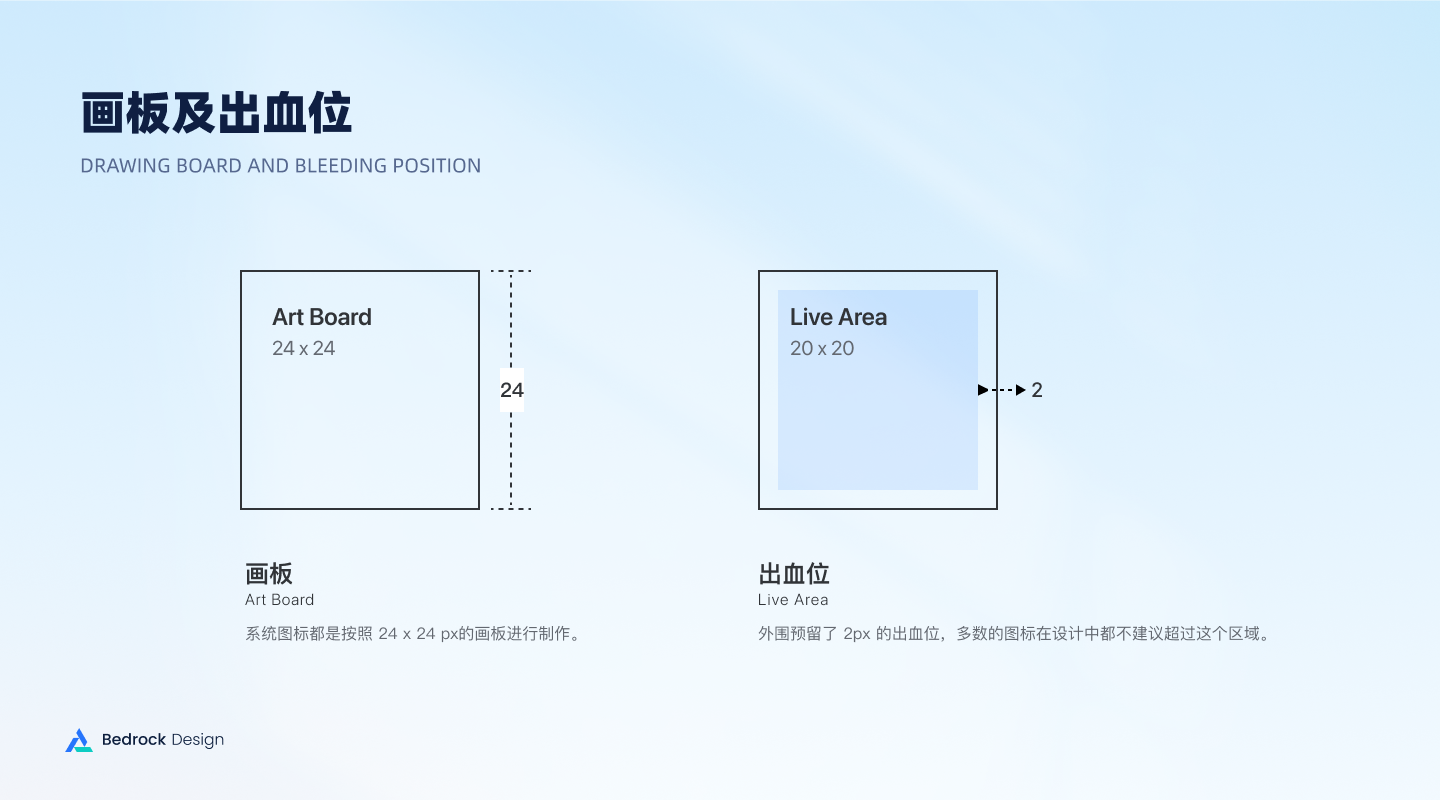 画板及出血位
DRAWING BOARD AND BLEEDING POSITION
Art Board
24 x 24
24
Live Area
20 x 20
2
画板
Art Board
系统图标都是按照 24 x 24 px的画板进行制作。
出血位
Live Area
外围预留了 2px 的出血位，多数的图标在设计中都不建议超过这个区域。
Bedrock Design